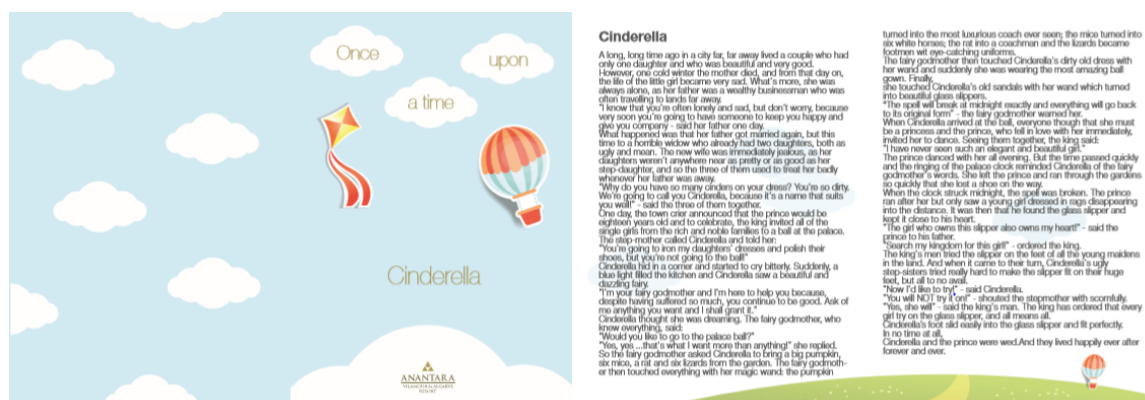 Once
upon
a time
Cinderella
ANANTARA
VILAMOURA ALGARVE
RESORT
Cinderella
A long, long time ago in a city far, far away lived a couple who had
only one daughter and who was beautiful and very good.
However, one cold winter the mother died, and from that day on,
the life of the little girl became very sad. What's more, she was
always alone, as her father was a wealthy businessman who was
often travelling to lands far away.
"I know that you're often lonely and sad, but don't worry, because
very soon you're going to have someone to keep you happy and
give you company - said her father one day.
What happened was that her father got married again, but this
time to a horrible widow who already had two daughters, both as
ugly and mean. The new wife was immediately jealous, as her
daughters weren't anywhere near as pretty or as good as her
step-daughter, and so the three of them used to treat her badly
whenever her father was away.
"Why do you have so many cinders on your dress? You're so dirty.
We're going to call you Cinderella, because it's a name that suits
you well!" - said the three of them together.
One day, the town crier announced that the prince would be
eighteen years old and to celebrate, the king invited all of the
single girls from the rich and noble families to a ball at the palace.
The step-mother called Cinderella and told her:
"You're going to iron my daughters' dresses and polish their
shoes, but you're not going to the ball!"
Cinderella hid in a corner and started to cry bitterly. Suddenly, a
blue light filled the kitchen and Cinderella saw a beautiful and
dazzling fairy.
"I'm your fairy godmother and I'm here to help you because,
despite having suffered so much, you continue to be good. Ask of
me anything you want and I shall grant it."
Cinderella thought she was dreaming. The fairy godmother, who
knew everything, said:
"Would you like to go to the palace ball?"
"Yes, yes ...that's what I want more than anything!" she replied.
So the fairy godmother asked Cinderella to bring a big pumpkin,
six mice, a rat and six lizards from the garden. The fairy godmoth-
er then touched everything with her magic wand: the pumpkin
turned into the most luxurious coach ever seen; the mice turned into
six white horses; the rat into a coachman and the lizards became
footmen wit eye-catching uniforms.
The fairy godmother then touched Cinderella's dirty old dress with
her wand and suddenly she was wearing the most amazing ball
gown. Finally,
she touched Cinderella's old sandals with her wand which turned
into beautiful glass slippers.
"The spell will break at midnight exactly and everything will go back
to its original form" - the fairy godmother warned her.
When Cinderella arrived at the ball, everyone though that she must
be a princess and the prince, who fell in love with her immediately,
invited her to dance. Seeing them together, the king said:
"I have never seen such an elegant and beautiful girl."
The prince danced with her all evening. But the time passed quickly
and the ringing of the palace clock reminded Cinderella of the fairy
godmother's words. She left the prince and ran through the gardens
so quickly that she lost a shoe on the way.
When the clock struck midnight, the spell was broken. The prince
ran after her but only saw a young girl dressed in rags disappearing
into the distance. It was then that he found the glass slipper and
kept it close to his heart.
"The girl who owns this slipper also owns my heart!" - said the
prince to his father.
"Search my kingdom for this girl!" - ordered the king.
The king's men tried the slipper on the feet of all the young maidens
in the land. And when it came to their turn, Cinderella's ugly
step-sisters tried really hard to make the slipper fit on their huge
feet, but all to no avail.
"Now I'd like to try!" - said Cinderella.
"You will NOT try it on!" - shouted the stepmother with scornfully.
"Yes, she will" - said the king's man. The king has ordered that every
girl try on the glass slipper, and all means all.
Cinderella's foot slid easily into the glass slipper and fit perfectly.
In no time at all,
Cinderella and the prince were wed.And they lived happily ever after
forever and ever.